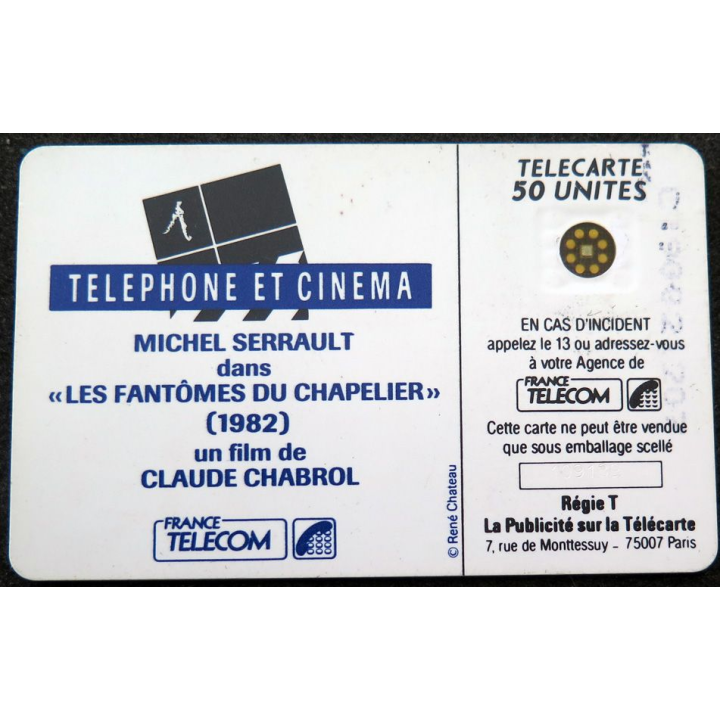 TELEPHONE ET CINEMA
MICHEL SERRAULT
dans
«LES FANTÔMES DU CHAPELIER»
(1982)
un film de
CLAUDE CHABROL
FRANCE
TELECOM
© René Chateau
TELECARTE
50 UNITES
EN CAS D'INCIDENT
appelez le 13 ou adressez-vous
à votre Agence de
FRANCE
TELECOM
Cette carte ne peut être vendue
que sous emballage scellé
Régie T
La Publicité sur la Télécarte
7, rue de Monttessuy - 75007 Paris